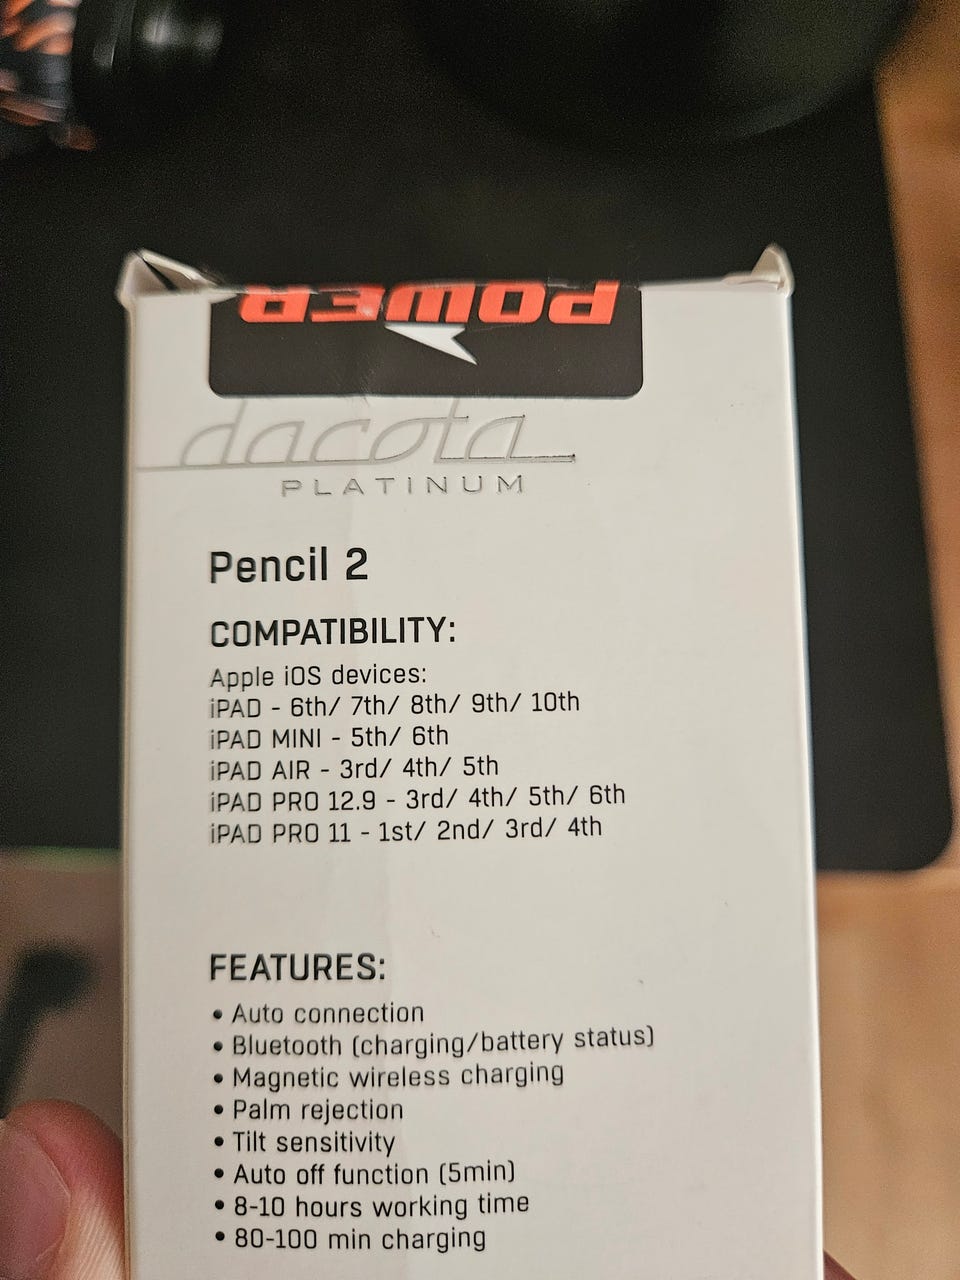 POWER
dacota
PLATINUM
Pencil 2
COMPATIBILITY:
Apple iOS devices:
iPAD - 6th/ 7th/ 8th/ 9th/ 10th
iPAD MINI - 5th/ 6th
iPAD AIR - 3rd/ 4th/ 5th
iPAD PRO 12.9 - 3rd/ 4th/ 5th/ 6th
iPAD PRO 11 - 1st/ 2nd/ 3rd/ 4th
FEATURES:
• Auto connection
• Bluetooth (charging/battery status)
• Magnetic wireless charging
• Palm rejection
• Tilt sensitivity
• Auto off function (5min)
• 8-10 hours working time
• 80-100 min charging